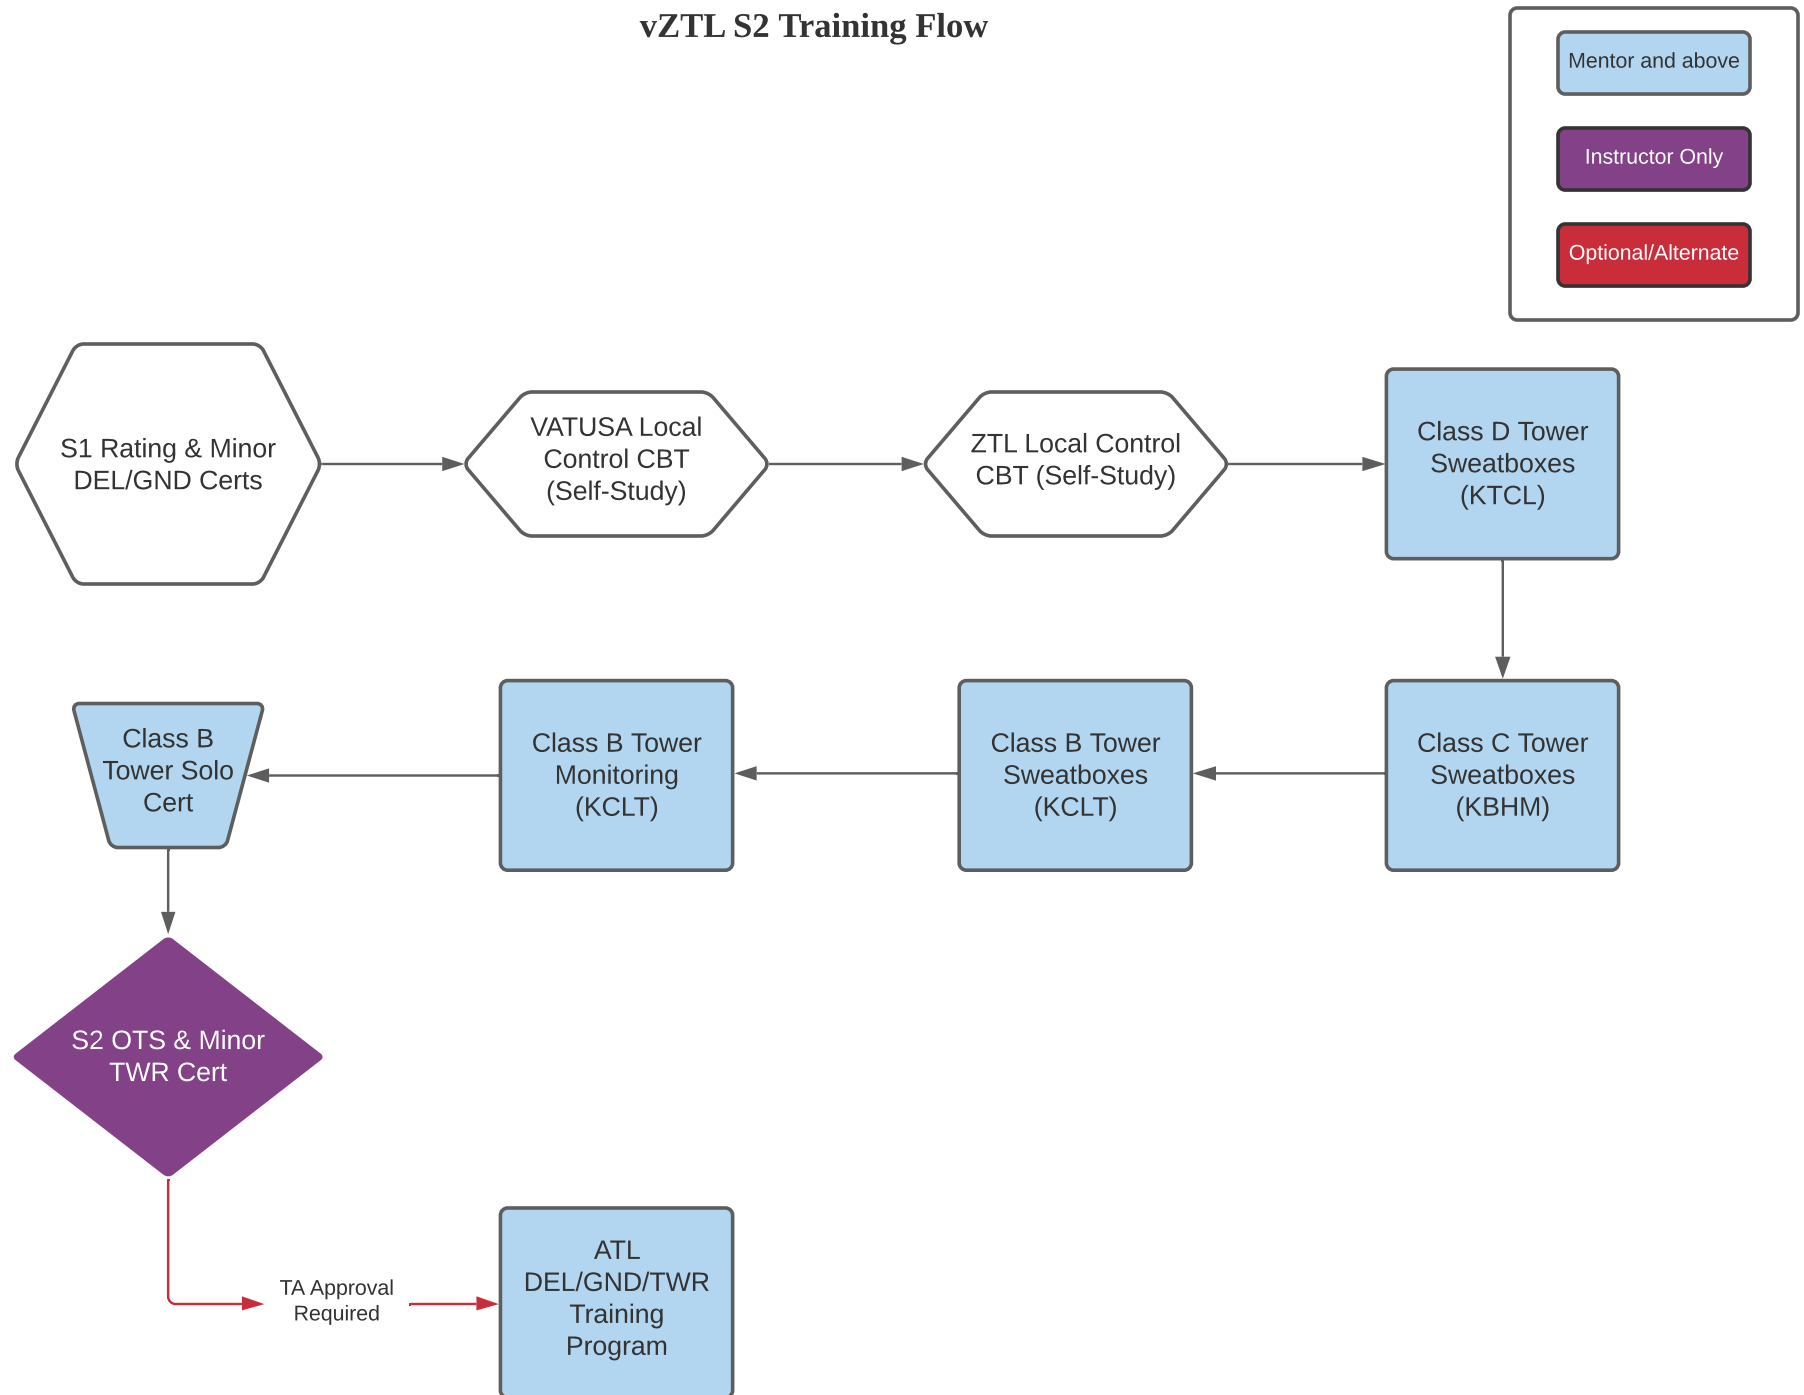 vZTL S2 Training Flow
Mentor and above
Instructor Only
Optional/Alternate
S1 Rating & Minor
DEL/GND Certs
VATUSA Local
Control CBT
(Self-Study)
ZTL Local Control
CBT (Self-Study)
Class D Tower
Sweatboxes
(KTCL)
Class C Tower
Sweatboxes
(KBHM)
Class B Tower
Sweatboxes
(KCLT)
Class B Tower
Monitoring
(KCLT)
Class B
Tower Solo
Cert
S2 OTS & Minor
TWR Cert
TA Approval
Required
ATL
DEL/GND/TWR
Training
Program